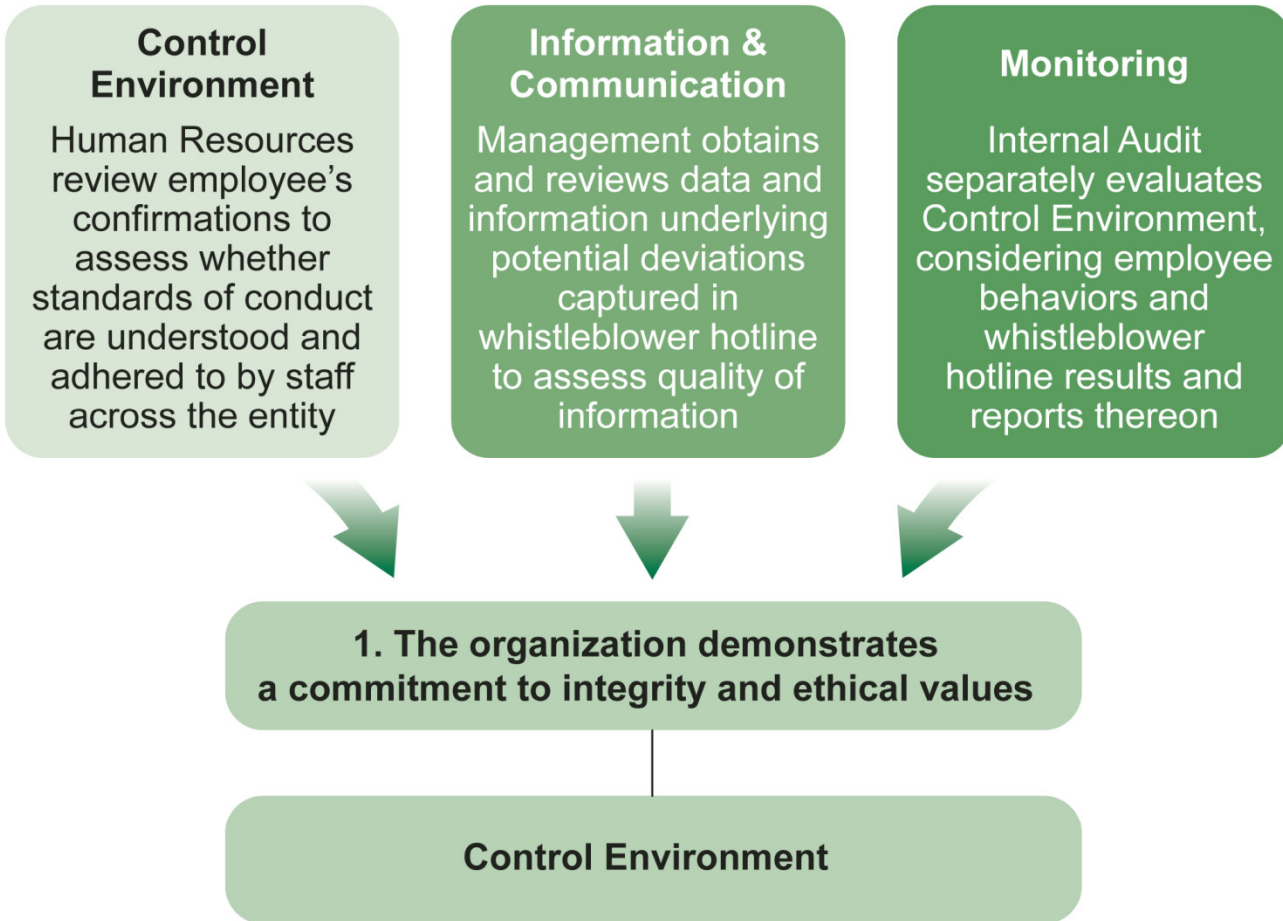 Control
Environment
Human Resources
review employee’s
confirmations to
assess whether
standards of conduct
are understood and
adhered to by staff
across the entity
Information &
Communication
Management obtains
and reviews data and
information underlying
potential deviations
captured in
whistleblower hotline
to assess quality of
information
Monitoring
Internal Audit
separately evaluates
Control Environment,
considering employee
behaviors and
whistleblower
hotline results and
reports thereon
1. The organization demonstrates
a commitment to integrity and ethical values
Control Environment